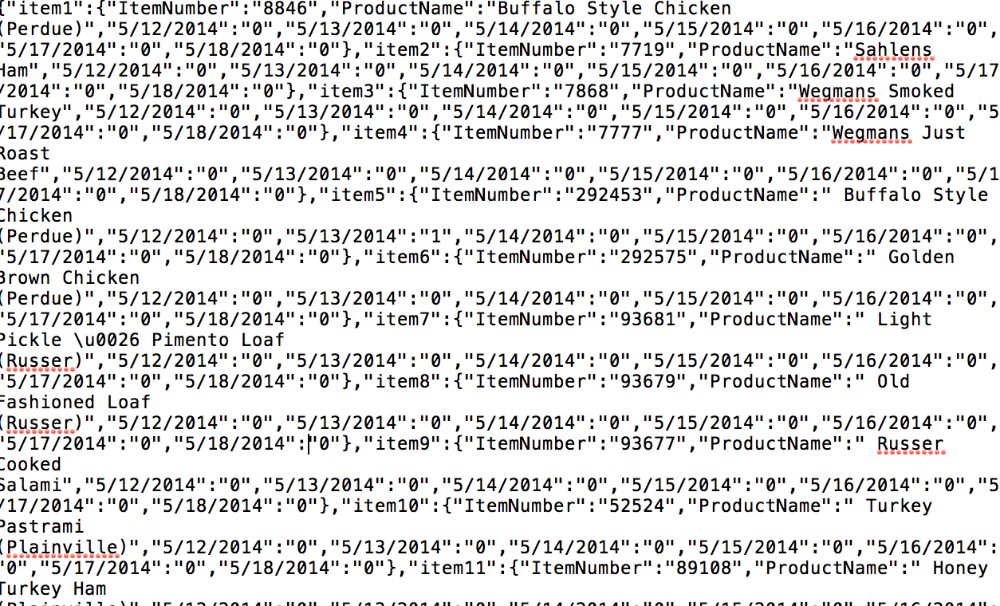 {"item1":{"ItemNumber":"8846","ProductName":"Buffalo Style Chicken
(Perdue)","5/12/2014":"0","5/13/2014":"0","5/14/2014":"0","5/15/2014":"0","5/16/2014":"0",
"5/17/2014":"0","5/18/2014":"0"},"item2":{"ItemNumber":"7719","ProductName":"Sahlens
Ham","5/12/2014":"0","5/13/2014":"0","5/14/2014":"0","5/15/2014":"0","5/16/2014":"0","5/17
/2014":"0","5/18/2014":"0"},"item3":{"ItemNumber":"7868","ProductName":"Wegmans Smoked
Turkey","5/12/2014":"0","5/13/2014":"0","5/14/2014":"0","5/15/2014":"0","5/16/2014":"0","5
/17/2014":"0","5/18/2014":"0"},"item4":{"ItemNumber":"7777","ProductName":"Wegmans Just
Roast
Beef","5/12/2014":"0","5/13/2014":"0","5/14/2014":"0","5/15/2014":"0","5/16/2014":"0","5/1
7/2014":"0","5/18/2014":"0"},"item5":{"ItemNumber":"292453","ProductName":" Buffalo Style
Chicken
(Perdue)","5/12/2014":"0","5/13/2014":"1","5/14/2014":"0","5/15/2014":"0","5/16/2014":"0",
"5/17/2014":"0","5/18/2014":"0"},"item6":{"ItemNumber":"292575","ProductName":" Golden
Brown Chicken
(Perdue)","5/12/2014":"0","5/13/2014":"0","5/14/2014":"0","5/15/2014":"0","5/16/2014":"0",
"5/17/2014":"0","5/18/2014":"0"},"item7":{"ItemNumber":"93681","ProductName":" Light
Pickle \u0026 Pimento Loaf
(Russer)","5/12/2014":"0","5/13/2014":"0","5/14/2014":"0","5/15/2014":"0","5/16/2014":"0",
"5/17/2014":"0","5/18/2014":"0"},"item8":{"ItemNumber":"93679","ProductName":" Old
Fashioned Loaf
(Russer)","5/12/2014":"0","5/13/2014":"0","5/14/2014":"0","5/15/2014":"0","5/16/2014":"0",
"5/17/2014":"0","5/18/2014":"0"},"item9":{"ItemNumber":"93677","ProductName":" Russer
Cooked
Salami","5/12/2014":"0","5/13/2014":"0","5/14/2014":"0","5/15/2014":"0","5/16/2014":"0","5
/17/2014":"0","5/18/2014":"0"},"item10":{"ItemNumber":"52524","ProductName":" Turkey
Pastrami
(Plainville)","5/12/2014":"0","5/13/2014":"0","5/14/2014":"0","5/15/2014":"0","5/16/2014":
"0","5/17/2014":"0","5/18/2014":"0"},"item11":{"ItemNumber":"89108","ProductName":" Honey
Turkey Ham